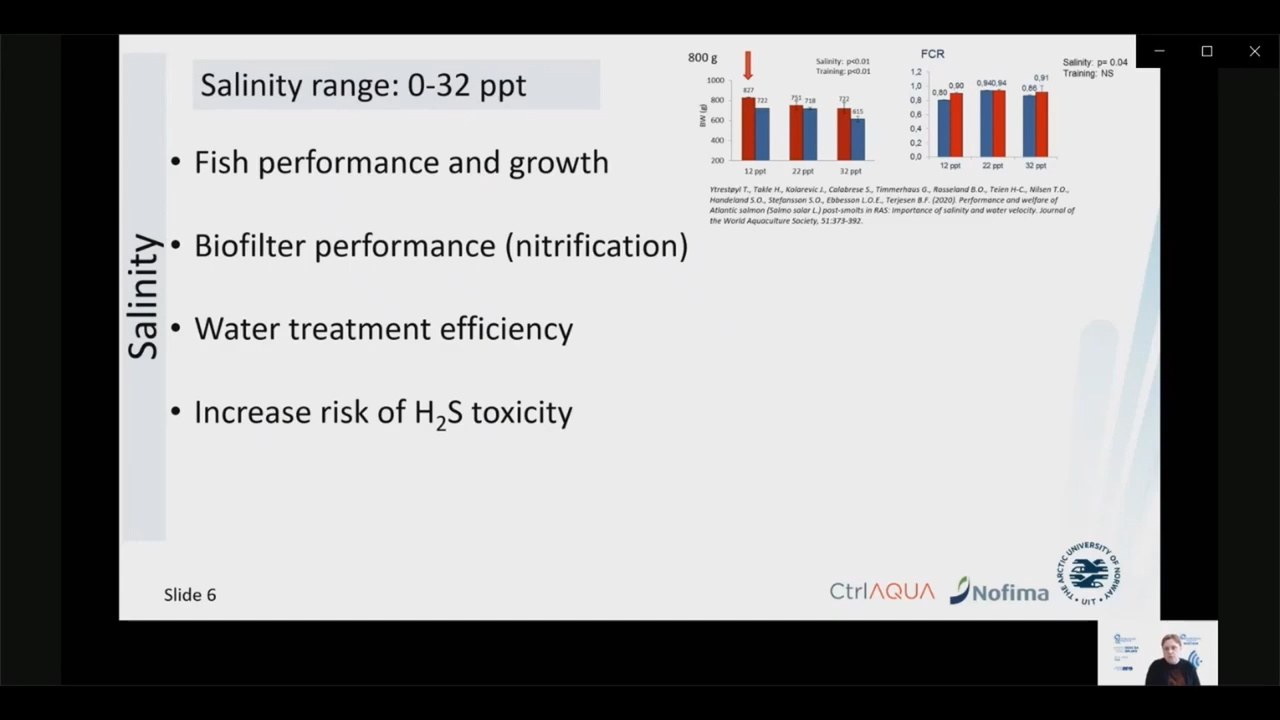 Salinity range: 0-32 ppt
• Fish performance and growth
• Biofilter performance (nitrification)
• Water treatment efficiency
• Increase risk of H₂S toxicity
Salinity
800 g
Salinity: p<0.01
Training: p<0.01
BW (g)
1000
800
600
400
200
827
722
751
718
722
615
12 ppt
22 ppt
32 ppt
FCR
Salinity: p= 0.04
Training: NS
1,2
1,0
0,8
0,6
0,4
0,2
0,0
0,80
0,90
0,94
0,94
0,86
0,91
12 ppt
22 ppt
32 ppt
Ytrestøyl T., Takle H., Kolarevic J., Calabrese S., Timmerhaus G., Rosseland B.O., Teien H-C., Nilsen T.O.,
Handeland S.O., Stefansson S.O., Ebbesson L.O.E., Terjesen B.F. (2020). Performance and welfare of
Atlantic salmon (Salmo salar L.) post-smolts in RAS: Importance of salinity and water velocity. Journal of
the World Aquaculture Society, 51:373-392.
Slide 6
CtrlAQUA
Nofima
THE ARCTIC UNIVERSITY OF NORWAY
• UiT •